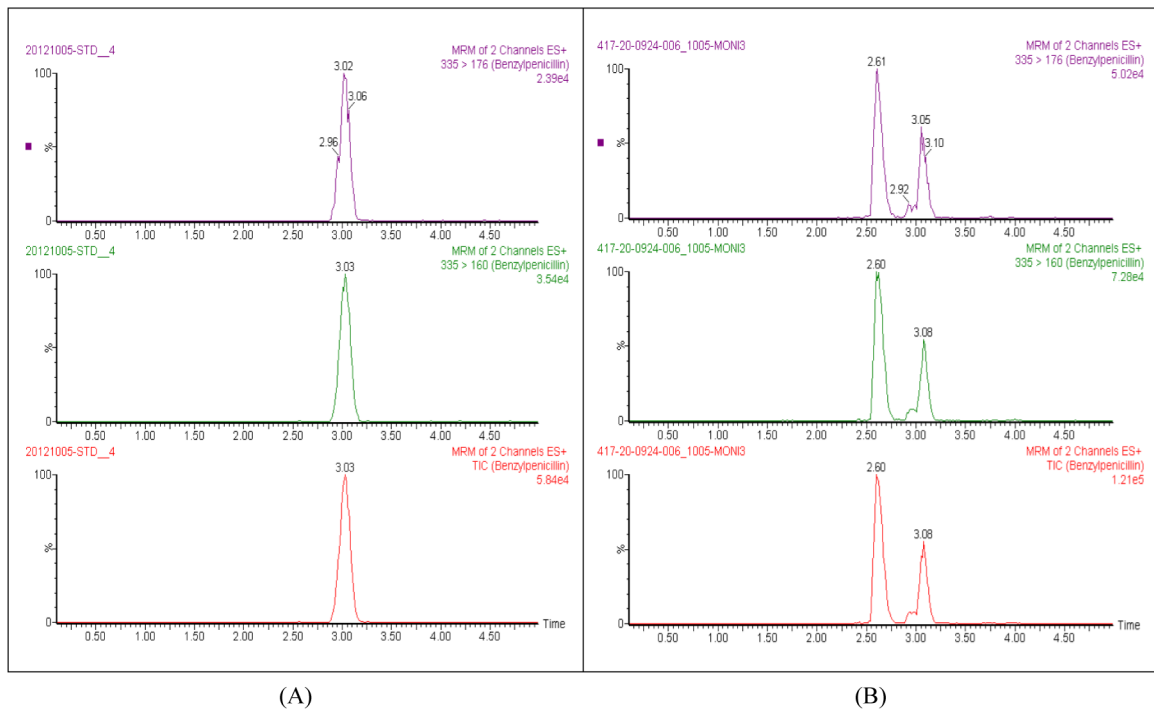 20121005-STD__4
MRM of 2 Channels ES+
335 > 176 (Benzylpenicillin)
2.39e4
3.02
3.06
2.96
100
%
0
0.50 1.00 1.50 2.00 2.50 3.00 3.50 4.00 4.50
20121005-STD__4
MRM of 2 Channels ES+
335 > 160 (Benzylpenicillin)
3.54e4
3.03
100
%
0
0.50 1.00 1.50 2.00 2.50 3.00 3.50 4.00 4.50
20121005-STD__4
MRM of 2 Channels ES+
TIC (Benzylpenicillin)
5.84e4
3.03
100
%
0
Time
0.50 1.00 1.50 2.00 2.50 3.00 3.50 4.00 4.50
(A)
417-20-0924-006_1005-MONI3
MRM of 2 Channels ES+
335 > 176 (Benzylpenicillin)
5.02e4
2.61
3.05
3.10
2.92
100
%
0
0.50 1.00 1.50 2.00 2.50 3.00 3.50 4.00 4.50
417-20-0924-006_1005-MONI3
MRM of 2 Channels ES+
335 > 160 (Benzylpenicillin)
7.28e4
2.60
3.08
100
%
0
0.50 1.00 1.50 2.00 2.50 3.00 3.50 4.00 4.50
417-20-0924-006_1005-MONI3
MRM of 2 Channels ES+
TIC (Benzylpenicillin)
1.21e5
2.60
3.08
100
%
0
Time
0.50 1.00 1.50 2.00 2.50 3.00 3.50 4.00 4.50
(B)